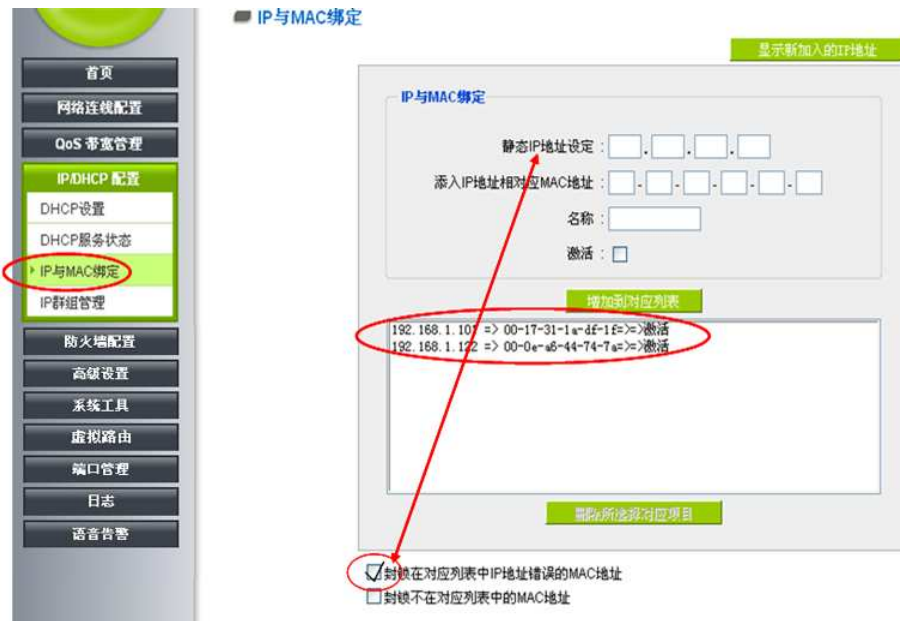 IP与MAC绑定
显示新加入的IP地址
首页
网络连线配置
QoS 带宽管理
IP/DHCP 配置
DHCP设置
DHCP服务状态
IP与MAC绑定
IP群组管理
防火墙配置
高级设置
系统工具
虚拟路由
端口管理
日志
语音告警
IP与MAC绑定
静态IP地址设定 : . . .
添入IP地址相对应MAC地址 : - - - - -
名称 :
激活 :
增加到对应列表
192.168.1.101 => 00-17-31-1a-df-1f=>=>激活
192.168.1.122 => 00-0e-a6-44-74-7a=>=>激活
删除所选择对应项目
封锁在对应列表中IP地址错误的MAC地址
封锁不在对应列表中的MAC地址